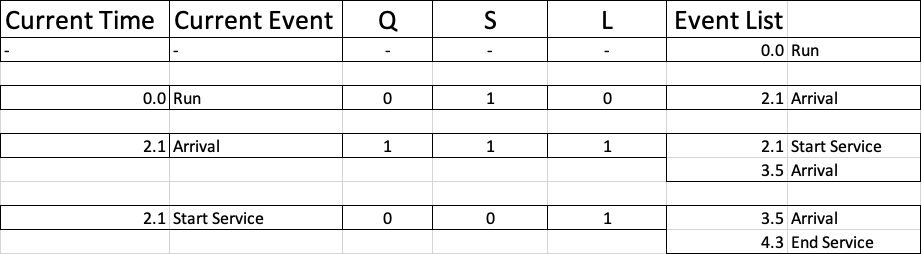 Current Time Current Event Q S L Event List
- - - - - 0.0 Run
0.0 Run 0 1 0 2.1 Arrival
2.1 Arrival 1 1 1 2.1 Start Service
3.5 Arrival
2.1 Start Service 0 0 1 3.5 Arrival
4.3 End Service